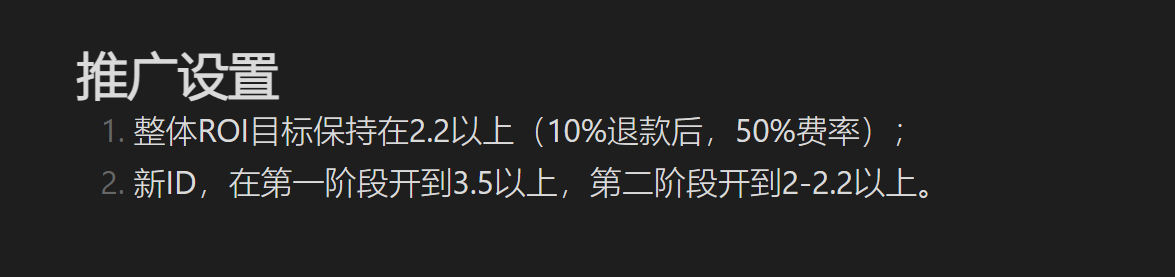 推广设置
1. 整体ROI目标保持在2.2以上（10%退款后，50%费率）；
2. 新ID，在第一阶段开到3.5以上，第二阶段开到2-2.2以上。